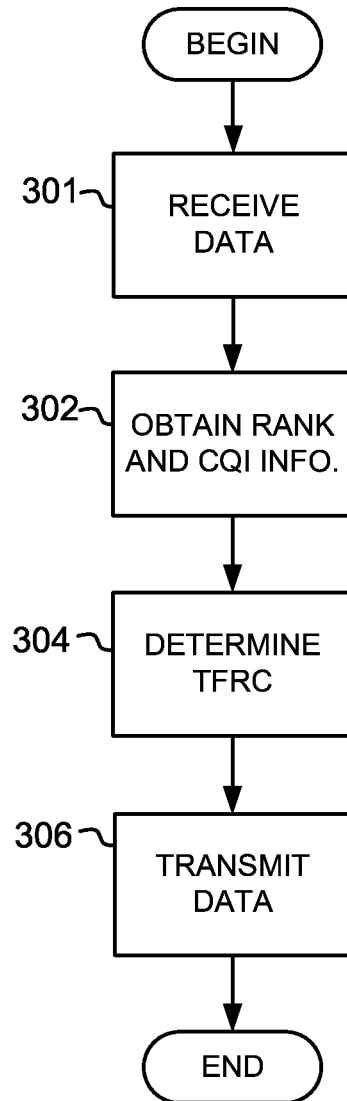 BEGIN
301
RECEIVE
DATA
302
OBTAIN RANK
AND CQI INFO.
304
DETERMINE
TFRC
306
TRANSMIT
DATA
END